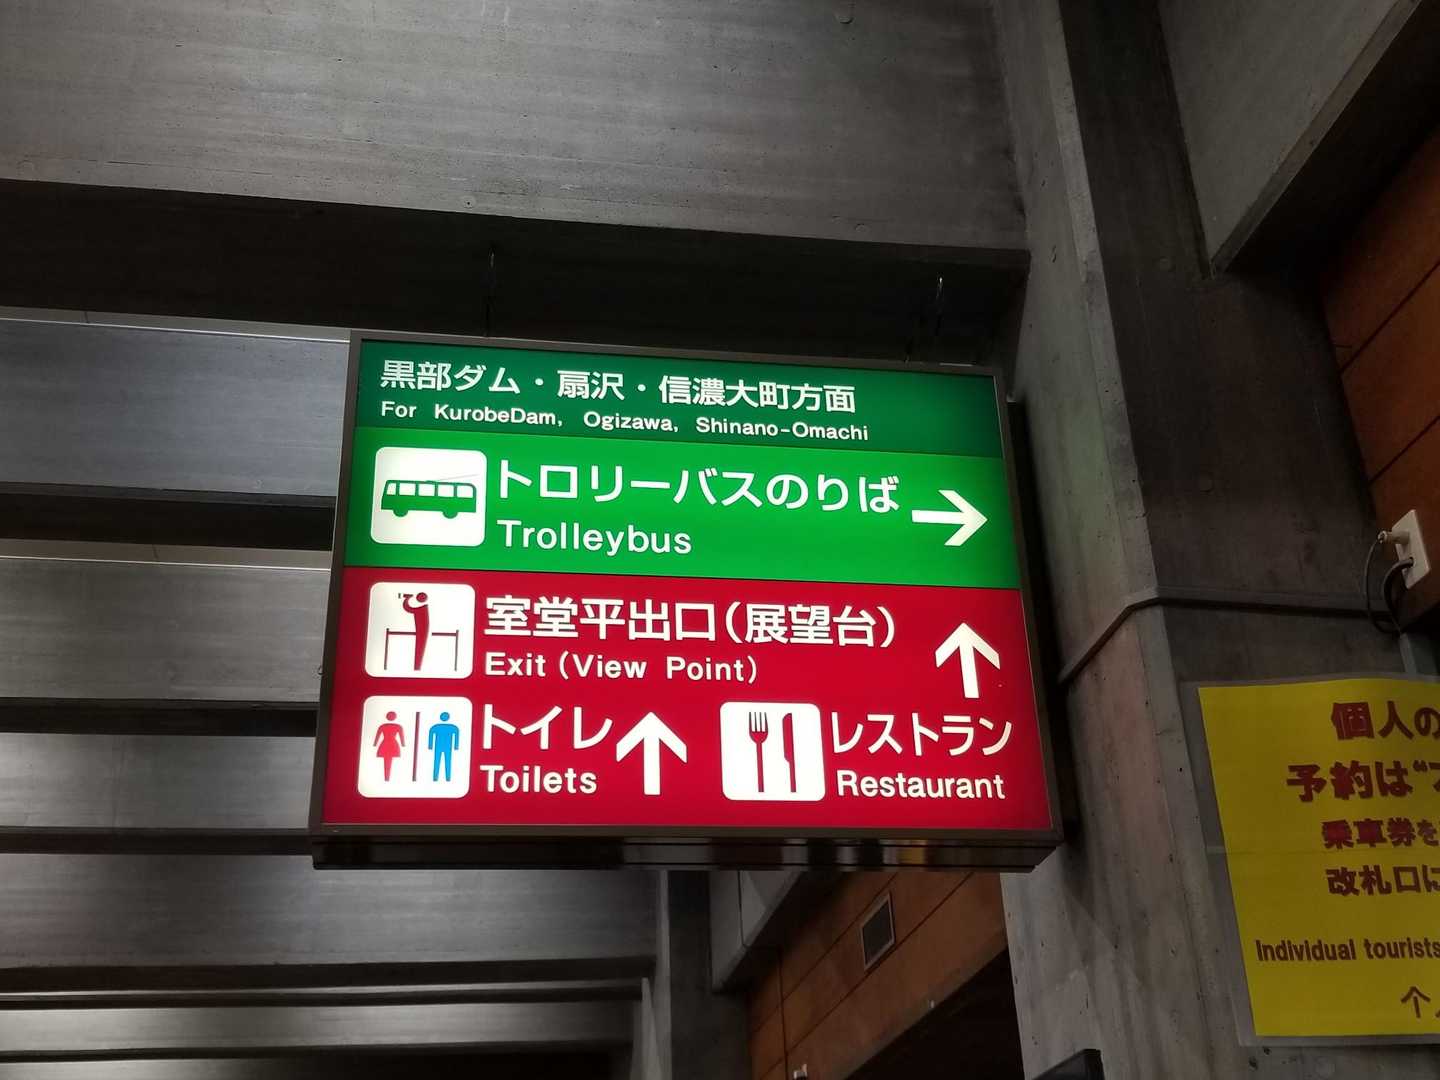 黒部ダム・扇沢・信濃大町方面
For KurobeDam, Ogizawa, Shinano-Omachi
トロリーバスのりば
Trolleybus
室堂平出口(展望台)
Exit (View Point)
トイレ
Toilets
レストラン
Restaurant
個人の
予約は“
乗車券を
改札口に
Individual tourists
个